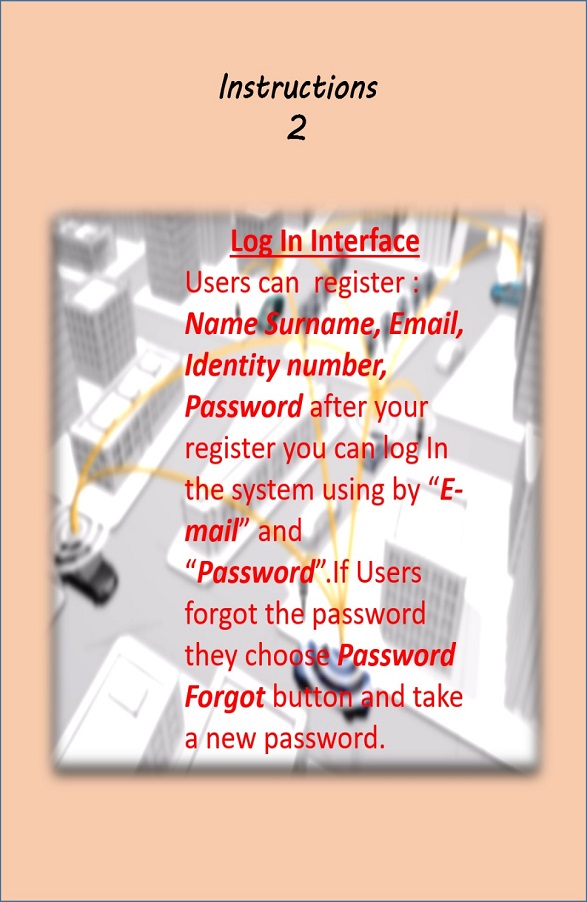 Instructions
2
Log In Interface
Users can  register :
Name Surname, Email,
Identity number,
Password after your
register you can log In
the system using by “E-
mail” and
“Password”.If Users
forgot the password
they choose Password
Forgot button and take
a new password.